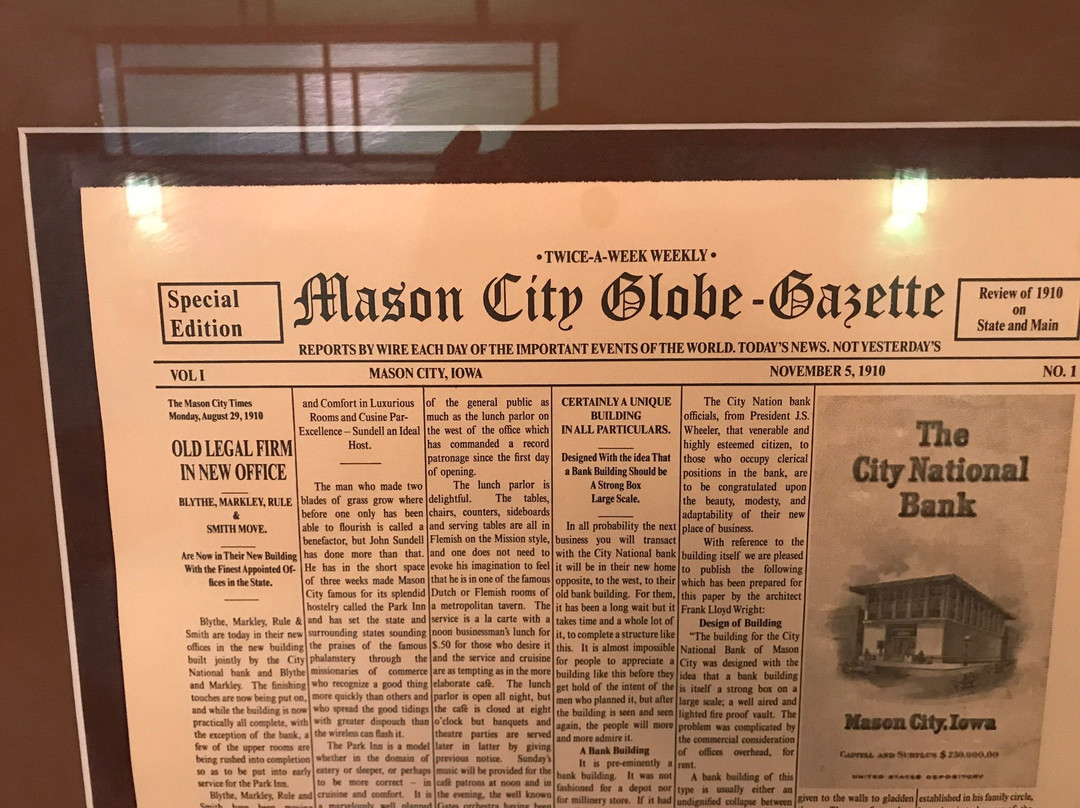 • TWICE-A-WEEK WEEKLY •
Special
Edition
Mason City Globe-Gazette
Review of 1910
on
State and Main
REPORTS BY WIRE EACH DAY OF THE IMPORTANT EVENTS OF THE WORLD. TODAY'S NEWS. NOT YESTERDAY'S
VOL I
MASON CITY, IOWA
NOVEMBER 5, 1910
NO. 1
The Mason City Times
Monday, August 29, 1910
OLD LEGAL FIRM
IN NEW OFFICE
BLYTHE, MARKLEY, RULE
&
SMITH MOVE.
Are Now in Their New Building
With the Finest Appointed Of-
fices in the State.
Blythe, Markley, Rule &
Smith are today in their new
offices in the new building
built jointly by the City
National bank and Blythe
and Markley. The finishing
touches are now being put on,
and while the building is now
practically all complete, with
the exception of the bank, a
few of the upper rooms are
being rushed into completion
so as to be put into early
service for the Park Inn.
Blythe, Markley, Rule and
Smith have been moving
and Comfort in Luxurious
Rooms and Cusine Par-
Excellence – Sundell an Ideal
Host.
The man who made two
blades of grass grow where
before one only has been
able to flourish is called a
benefactor, but John Sundell
has done more than that.
He has in the short space
of three weeks made Mason
City famous for its splendid
hostelry called the Park Inn
and has set the state and
surrounding states sounding
the praises of the famous
phalanstery through the
missionaries of commerce
who recognize a good thing
more quickly than others and
who spread the good tidings
with greater dispouch than
the wireless can flash it.
The Park Inn is a model
whether in the domain of
eatery or sleeper, or perhaps
to be more correct – in
cruisine and comfort. It is
a marvelously well planned
of the general public as
much as the lunch parlor on
the west of the office which
has commanded a record
patronage since the first day
of opening.
The lunch parlor is
delightful. The tables,
chairs, counters, sideboards
and serving tables are all in
Flemish on the Mission style,
and one does not need to
evoke his imagination to feel
that he is in one of the famous
Dutch or Flemish rooms of
a metropolitan tavern. The
service is a la carte with a
noon businessman's lunch for
$.50 for those who desire it
and the service and cruisine
are as tempting as in the more
elaborate café. The lunch
parlor is open all night, but
the café is closed at eight
o'clock but banquets and
theatre parties are served
later in latter by giving
previous notice. Sunday's
music will be provided for the
café patrons at noon and in
the evening, the well known
Gates orchestra having been
CERTAINLY A UNIQUE
BUILDING
IN ALL PARTICULARS.
Designed With the idea That
a Bank Building Should be
A Strong Box
Large Scale.
In all probability the next
business you will transact
with the City National bank
it will be in their new home
opposite, to the west, to their
old bank building. For them,
it has been a long wait but it
takes time and a whole lot of
it, to complete a structure like
this. It is almost impossible
for people to appreciate a
building like this before they
get hold of the intent of the
men who planned it, but after
the building is seen and seen
again, the people will more
and more admire it.
A Bank Building
It is pre-eminently a
bank building. It was not
fashioned for a depot nor
for millinery store. If it had
The City Nation bank
officials, from President J.S.
Wheeler, that venerable and
highly esteemed citizen, to
those who occupy clerical
positions in the bank, are
to be congratulated upon
the beauty, modesty, and
adaptability of their new
place of business.
With reference to the
building itself we are pleased
to publish the following
which has been prepared for
this paper by the architect
Frank Lloyd Wright:
Design of Building
"The building for the City
National Bank of Mason
City was designed with the
idea that a bank building
is itself a strong box on a
large scale; a well aired and
lighted fire proof vault. The
problem was complicated by
the commercial consideration
of offices overhead, for
rent.
A bank building of this
type is usually either an
undignified collapse between
The
City National
Bank
Mason City, Iowa
CAPITAL AND SURPLUS $250.000.00
UNITED STATES DEPOSITORY
given to the walls to gladden
established in his family circle,